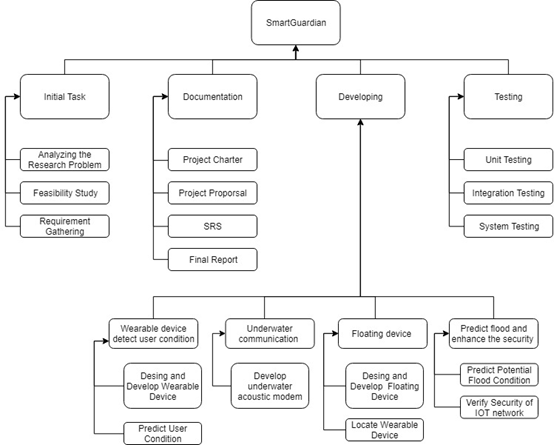 SmartGuardian
Initial Task
Documentation
Developing
Testing
Analyzing the
Research Problem
Feasibility Study
Requirement
Gathering
Project Charter
Project Proporsal
SRS
Final Report
Unit Testing
Integration Testing
System Testing
Wearable device
detect user condition
Desing and
Develop Wearable
Device
Predict User
Condition
Underwater
communication
Develop
underwater
acoustic modem
Floating device
Desing and
Develop Floating
Device
Locate Wearable
Device
Predict flood and
enhance the security
Predict Potential
Flood Condition
Verify Security of
IOT network